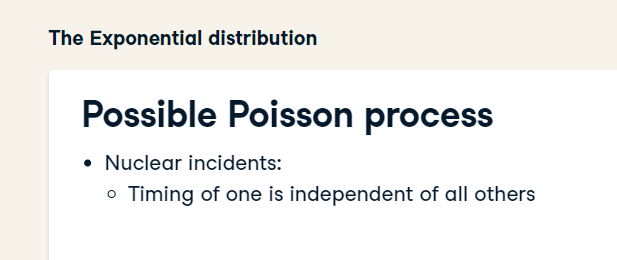 The Exponential distribution
Possible Poisson process
• Nuclear incidents:
○ Timing of one is independent of all others